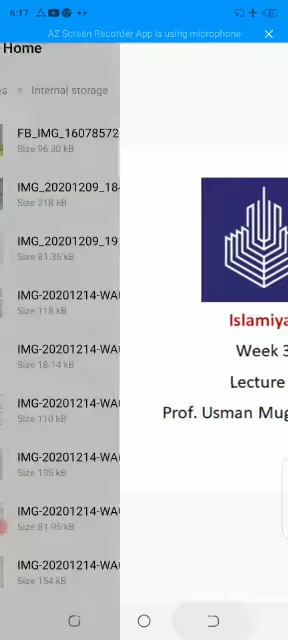 6:17
AZ Screen Recorder App is using microphone
Home
Internal storage
FB_IMG_16078572
Size 96.30 kB
IMG_20201209_18
Size 218 kB
IMG_20201209_19
Size 81.35 kB
IMG-20201214-WA
Size 118 kB
IMG-20201214-WA
Size 18.14 kB
IMG-20201214-WA
Size 110 kB
IMG-20201214-WA
Size 135 kB
IMG-20201214-WA
Size 81.95 kB
IMG-20201214-WA
Size 154 kB
Islamiya
Week 3
Lecture
Prof. Usman Mug